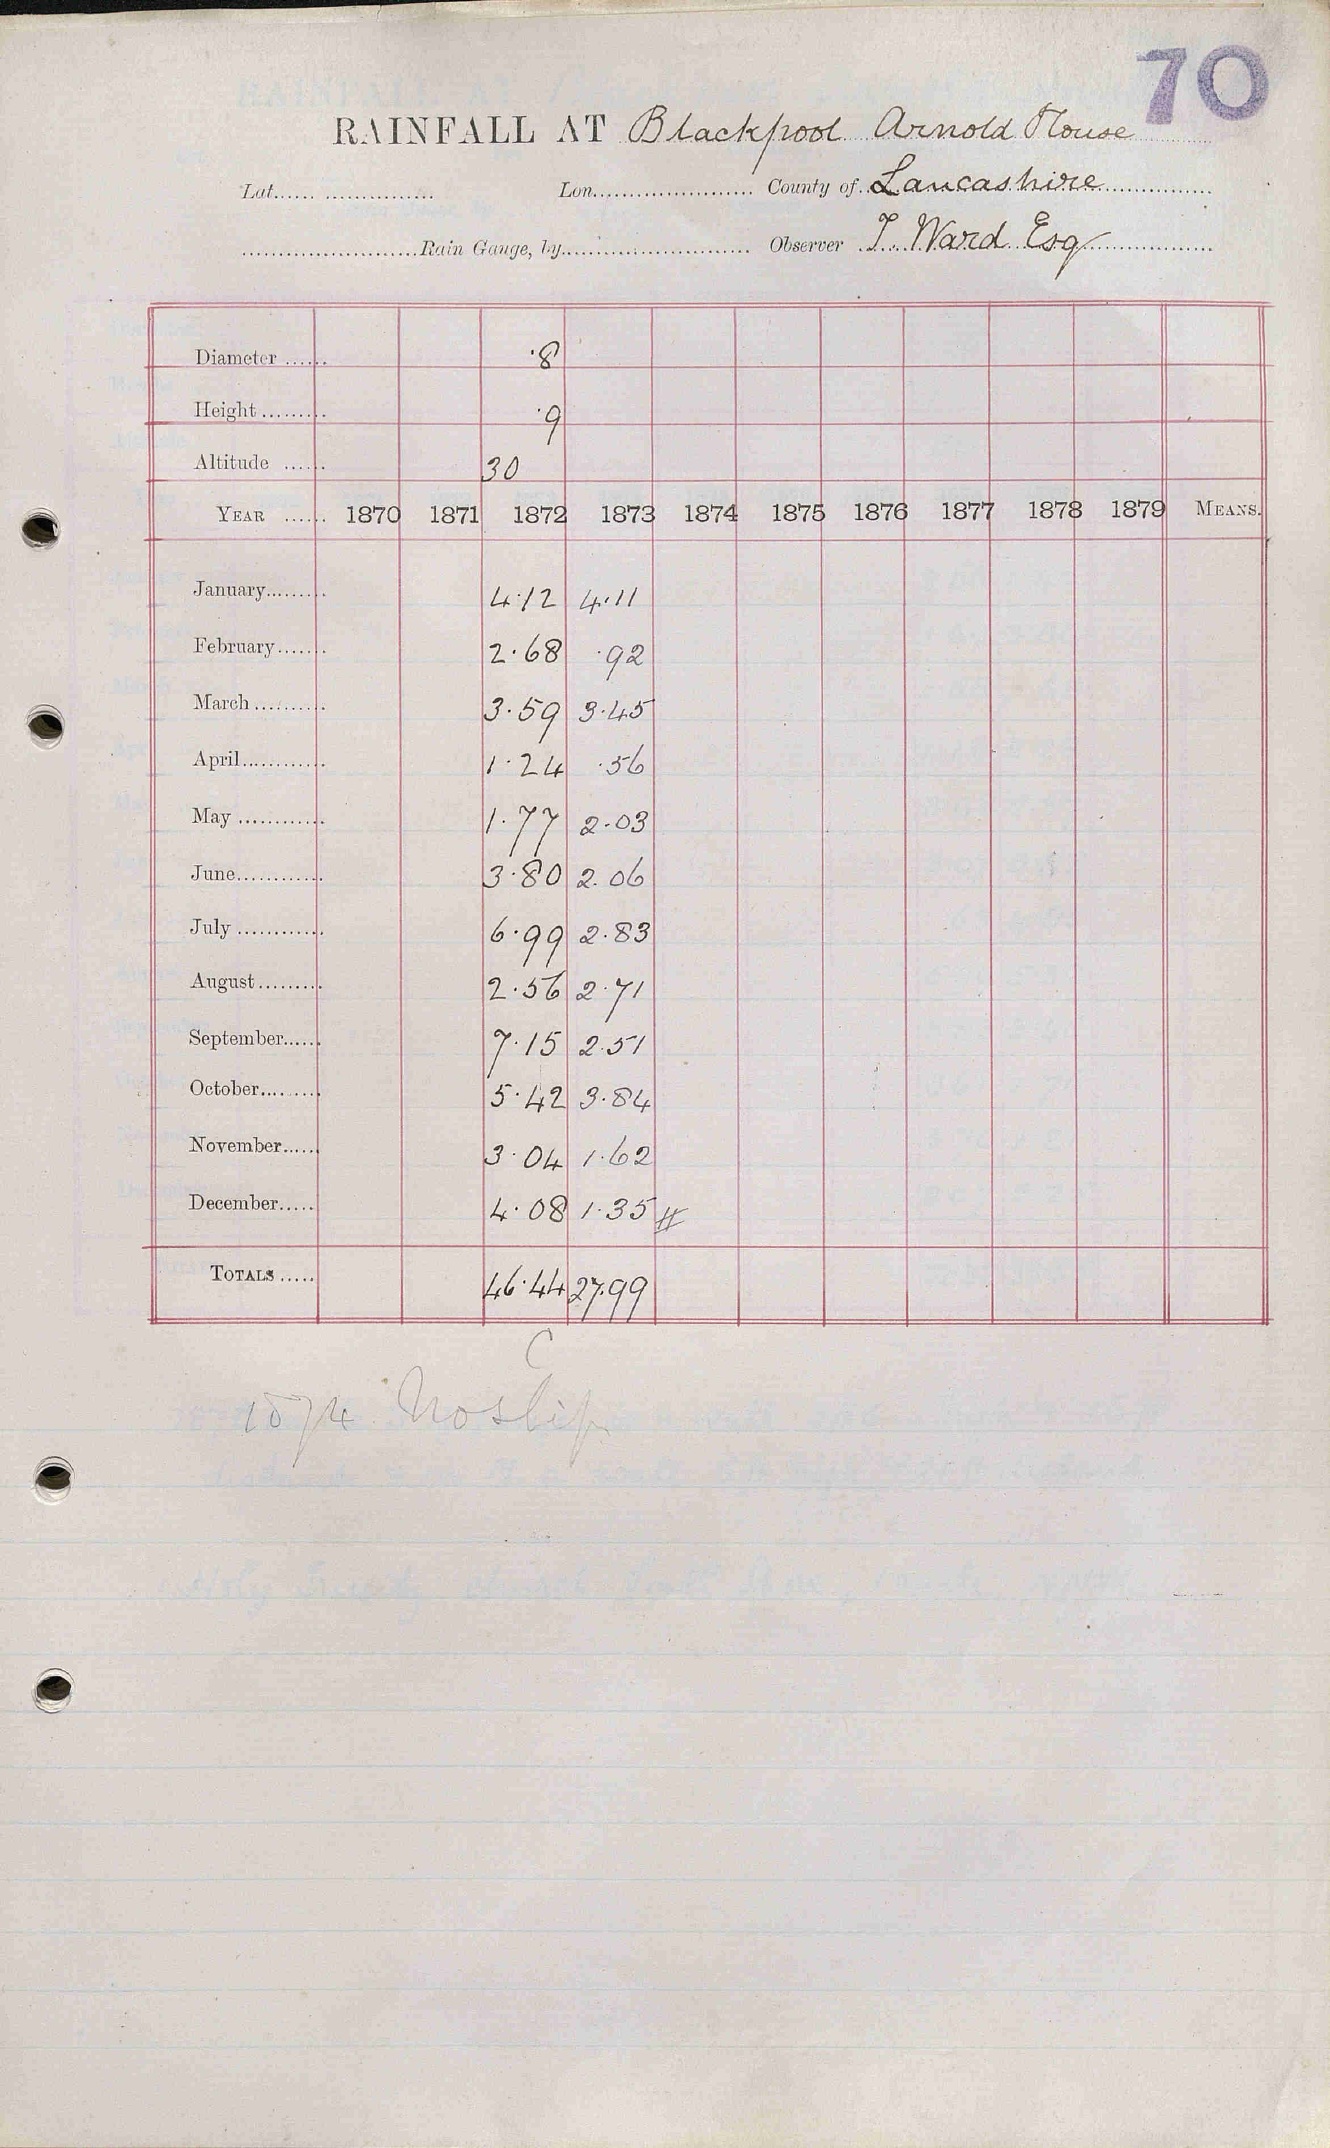 70
RAINFALL AT Blackpool Arnold House
Lat. Lon. County of Lancashire
Rain Gauge, by Observer T. Ward Esq
Diameter ·8
Height ·9
Altitude 30
YEAR 1870 1871 1872 1873 1874 1875 1876 1877 1878 1879 MEANS.
January 4·12 4·11
February 2·68 ·92
March 3·59 3·45
April 1·24 ·56
May 1·77 2·03
June 3·80 2·06
July 6·99 2·83
August 2·56 2·71
September 7·15 2·51
October 5·42 3·84
November 3·04 1·62
December 4·08 1·35 #
TOTALS 46·44 27·99
C
1874 No slip